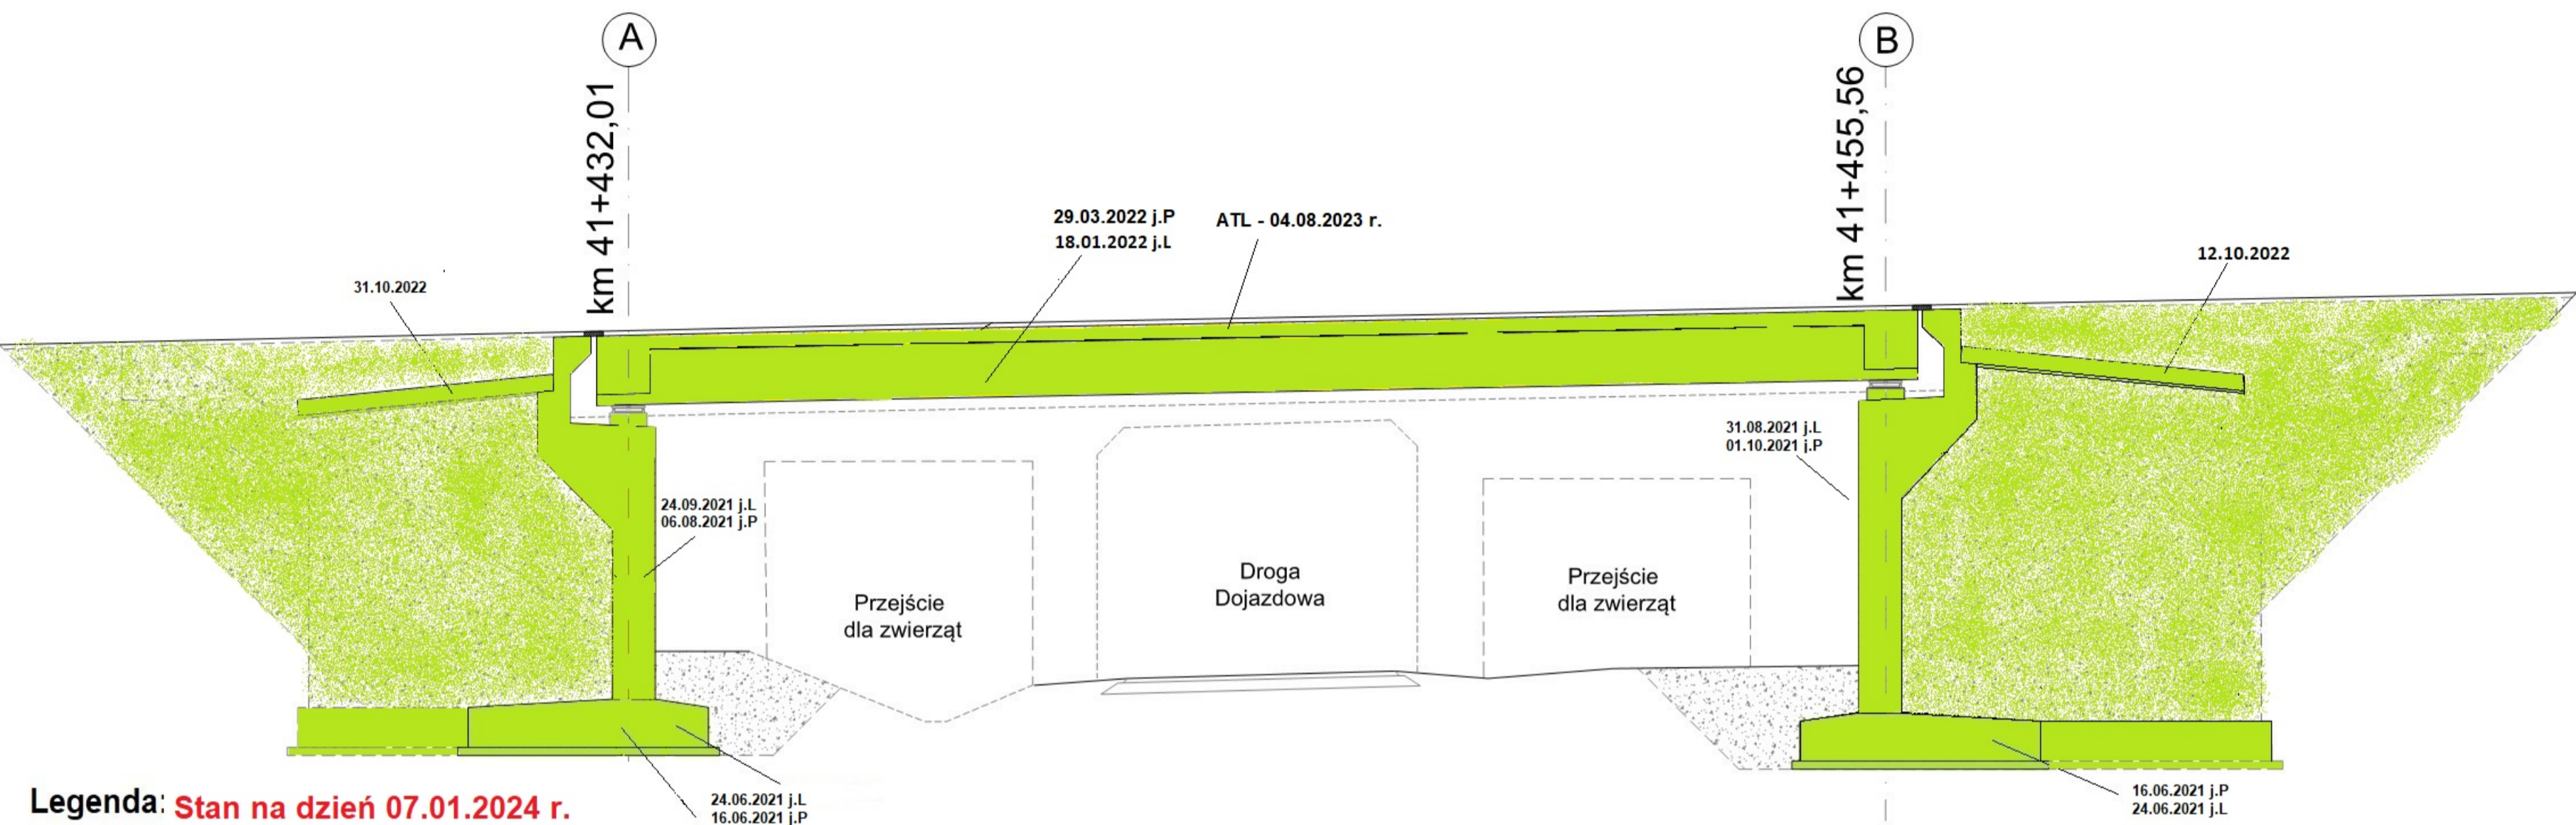 A
B
km 41+432,01
km 41+455,56
29.03.2022 j.P
18.01.2022 j.L
ATL - 04.08.2023 r.
12.10.2022
31.10.2022
31.08.2021 j.L
01.10.2021 j.P
24.09.2021 j.L
06.08.2021 j.P
Przejście
dla zwierząt
Droga
Dojazdowa
Przejście
dla zwierząt
24.06.2021 j.L
16.06.2021 j.P
16.06.2021 j.P
24.06.2021 j.L
Legenda: Stan na dzień 07.01.2024 r.